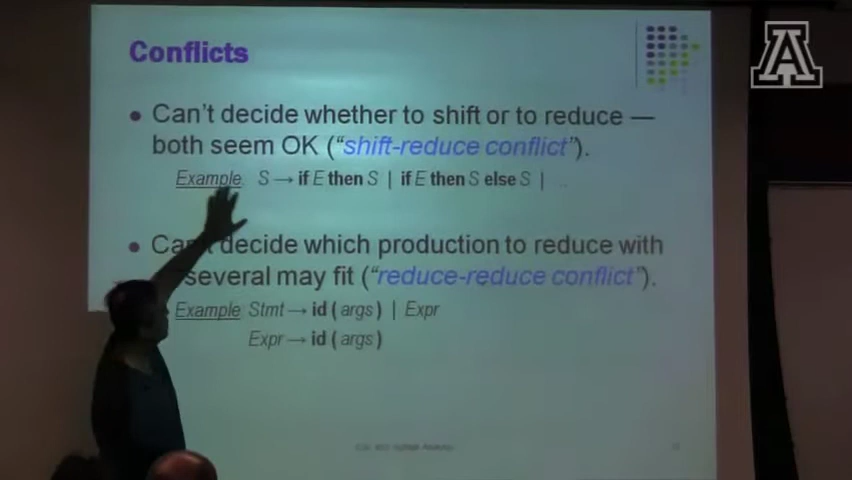 Conflicts
Can't decide whether to shift or to reduce —
both seem OK ("shift-reduce conflict").
Example: S → if E then S | if E then S else S | ...
decide which production to reduce with
several may fit ("reduce-reduce conflict").
Example: Stmt → id ( args ) | Expr
Expr → id ( args )
A